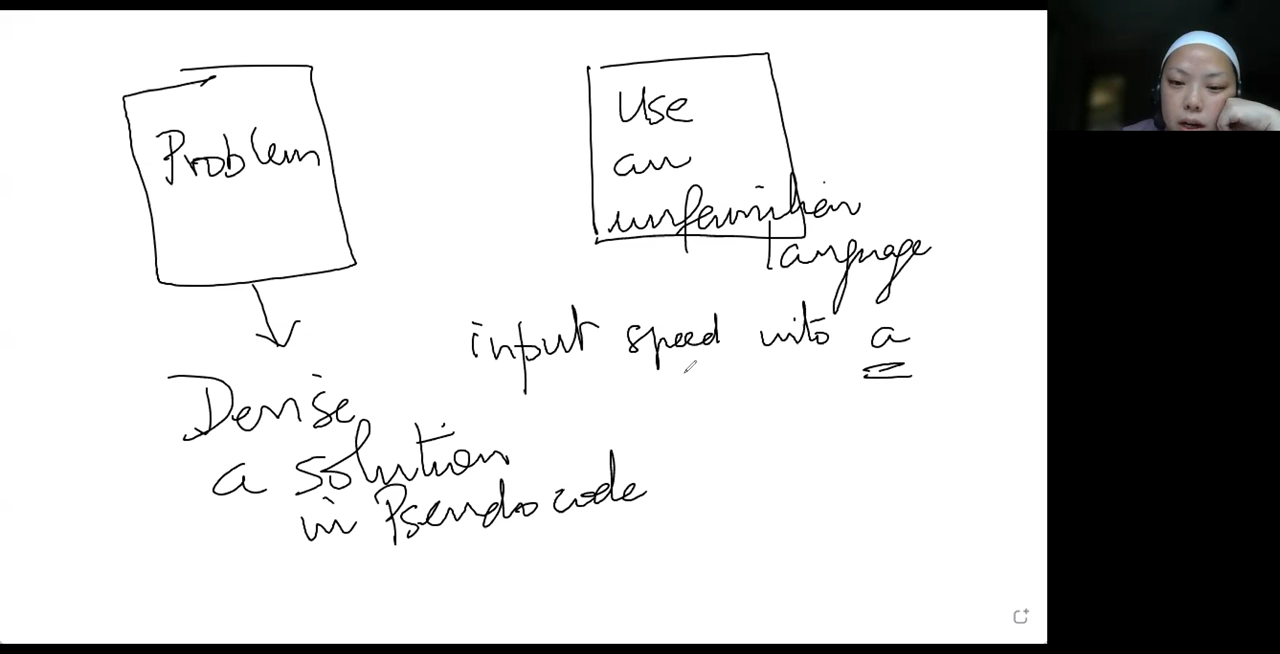 Problem
Use
an
unfamiliar
language
input speed into a
Devise
a solution
in Pseudocode